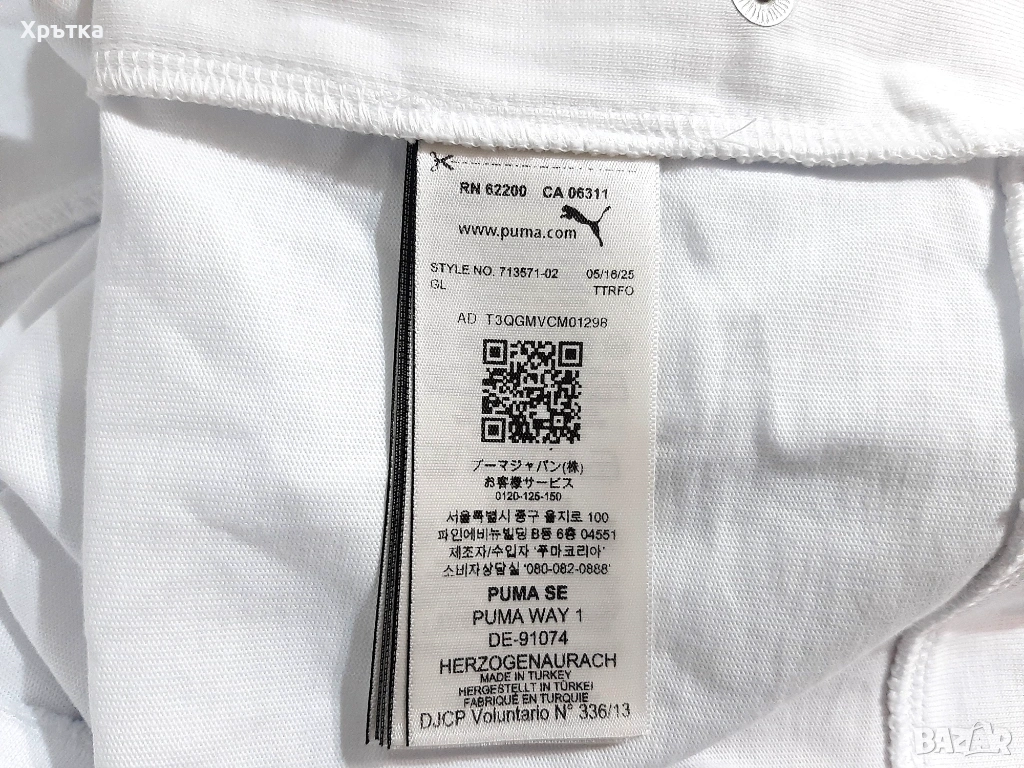 Хрътка
RN 62200 CA 06311
www.puma.com
STYLE NO. 713571-02 05/16/25
GL TTRFO
AD T3QGMVCM01298
プーマジャパン(株)
お客様サービス
0120-125-150
서울특별시 중구 을지로 100
파인에비뉴빌딩 B동 6층 04551
제조자/수입자 '푸마코리아'
소비자상담실 '080-082-0888'
PUMA SE
PUMA WAY 1
DE-91074
HERZOGENAURACH
MADE IN TURKEY
HERGESTELLT IN TÜRKEI
FABRIQUÉ EN TURQUIE
DJCP Voluntario N° 336/13
BAZAR